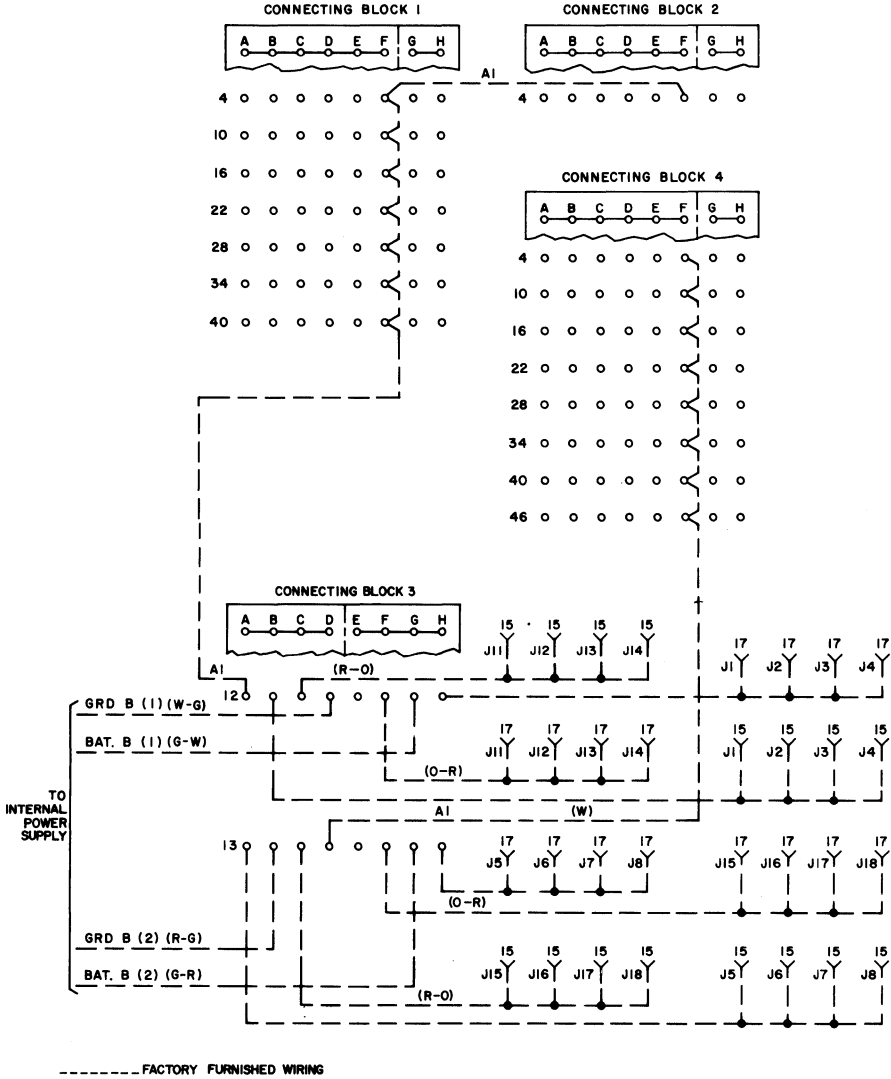 CONNECTING BLOCK 1
CONNECTING BLOCK 2
A B C D E F G H
A B C D E F G H
A1
4
4
10
16
22
28
34
40
CONNECTING BLOCK 4
A B C D E F G H
4
10
16
22
28
34
40
46
CONNECTING BLOCK 3
A B C D E F G H
15 15 15 15
J11 J12 J13 J14
17 17 17 17
J1 J2 J3 J4
A1
(R-O)
12
GRD B (1) (W-G)
BAT. B (1) (G-W)
17 17 17 17
J11 J12 J13 J14
15 15 15 15
J1 J2 J3 J4
(O-R)
TO
INTERNAL
POWER
SUPPLY
A1 (W)
13
17 17 17 17
J5 J6 J7 J8
17 17 17 17
J15 J16 J17 J18
(O-R)
GRD B (2) (R-G)
BAT. B (2) (G-R)
15 15 15 15
J15 J16 J17 J18
15 15 15 15
J5 J6 J7 J8
(R-O)
-------- FACTORY FURNISHED WIRING